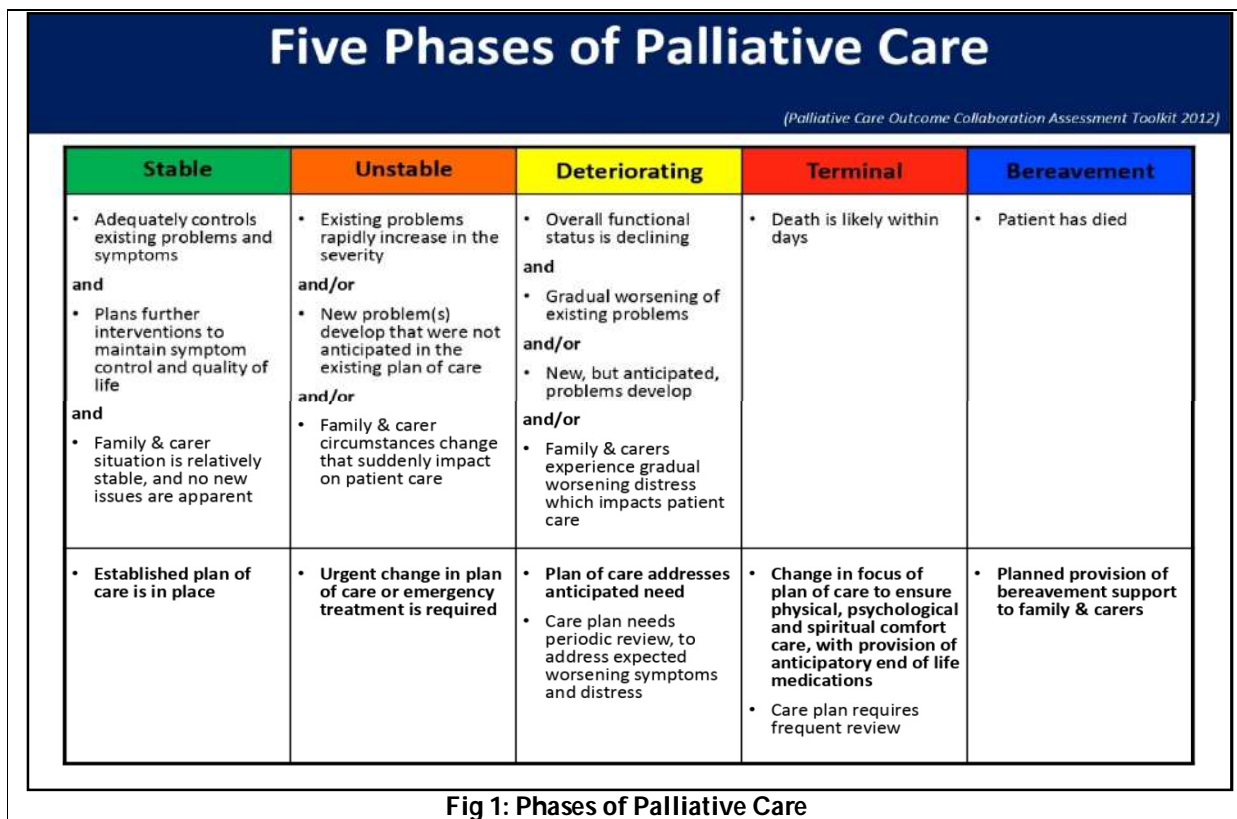 Five Phases of Palliative Care
(Palliative Care Outcome Collaboration Assessment Toolkit 2012)
Stable
Unstable
Deteriorating
Terminal
Bereavement
• Adequately controls
existing problems and
symptoms
and
• Plans further
interventions to
maintain symptom
control and quality of
life
and
• Family & carer
situation is relatively
stable, and no new
issues are apparent
• Existing problems
rapidly increase in the
severity
and/or
• New problem(s)
develop that were not
anticipated in the
existing plan of care
and/or
• Family & carer
circumstances change
that suddenly impact
on patient care
• Overall functional
status is declining
and
• Gradual worsening of
existing problems
and/or
• New, but anticipated,
problems develop
and/or
• Family & carers
experience gradual
worsening distress
which impacts patient
care
• Death is likely within
days
• Patient has died
• Established plan of
care is in place
• Urgent change in plan
of care or emergency
treatment is required
• Plan of care addresses
anticipated need
• Care plan needs
periodic review, to
address expected
worsening symptoms
and distress
• Change in focus of
plan of care to ensure
physical, psychological
and spiritual comfort
care, with provision of
anticipatory end of life
medications
• Care plan requires
frequent review
• Planned provision of
bereavement support
to family & carers
Fig 1: Phases of Palliative Care